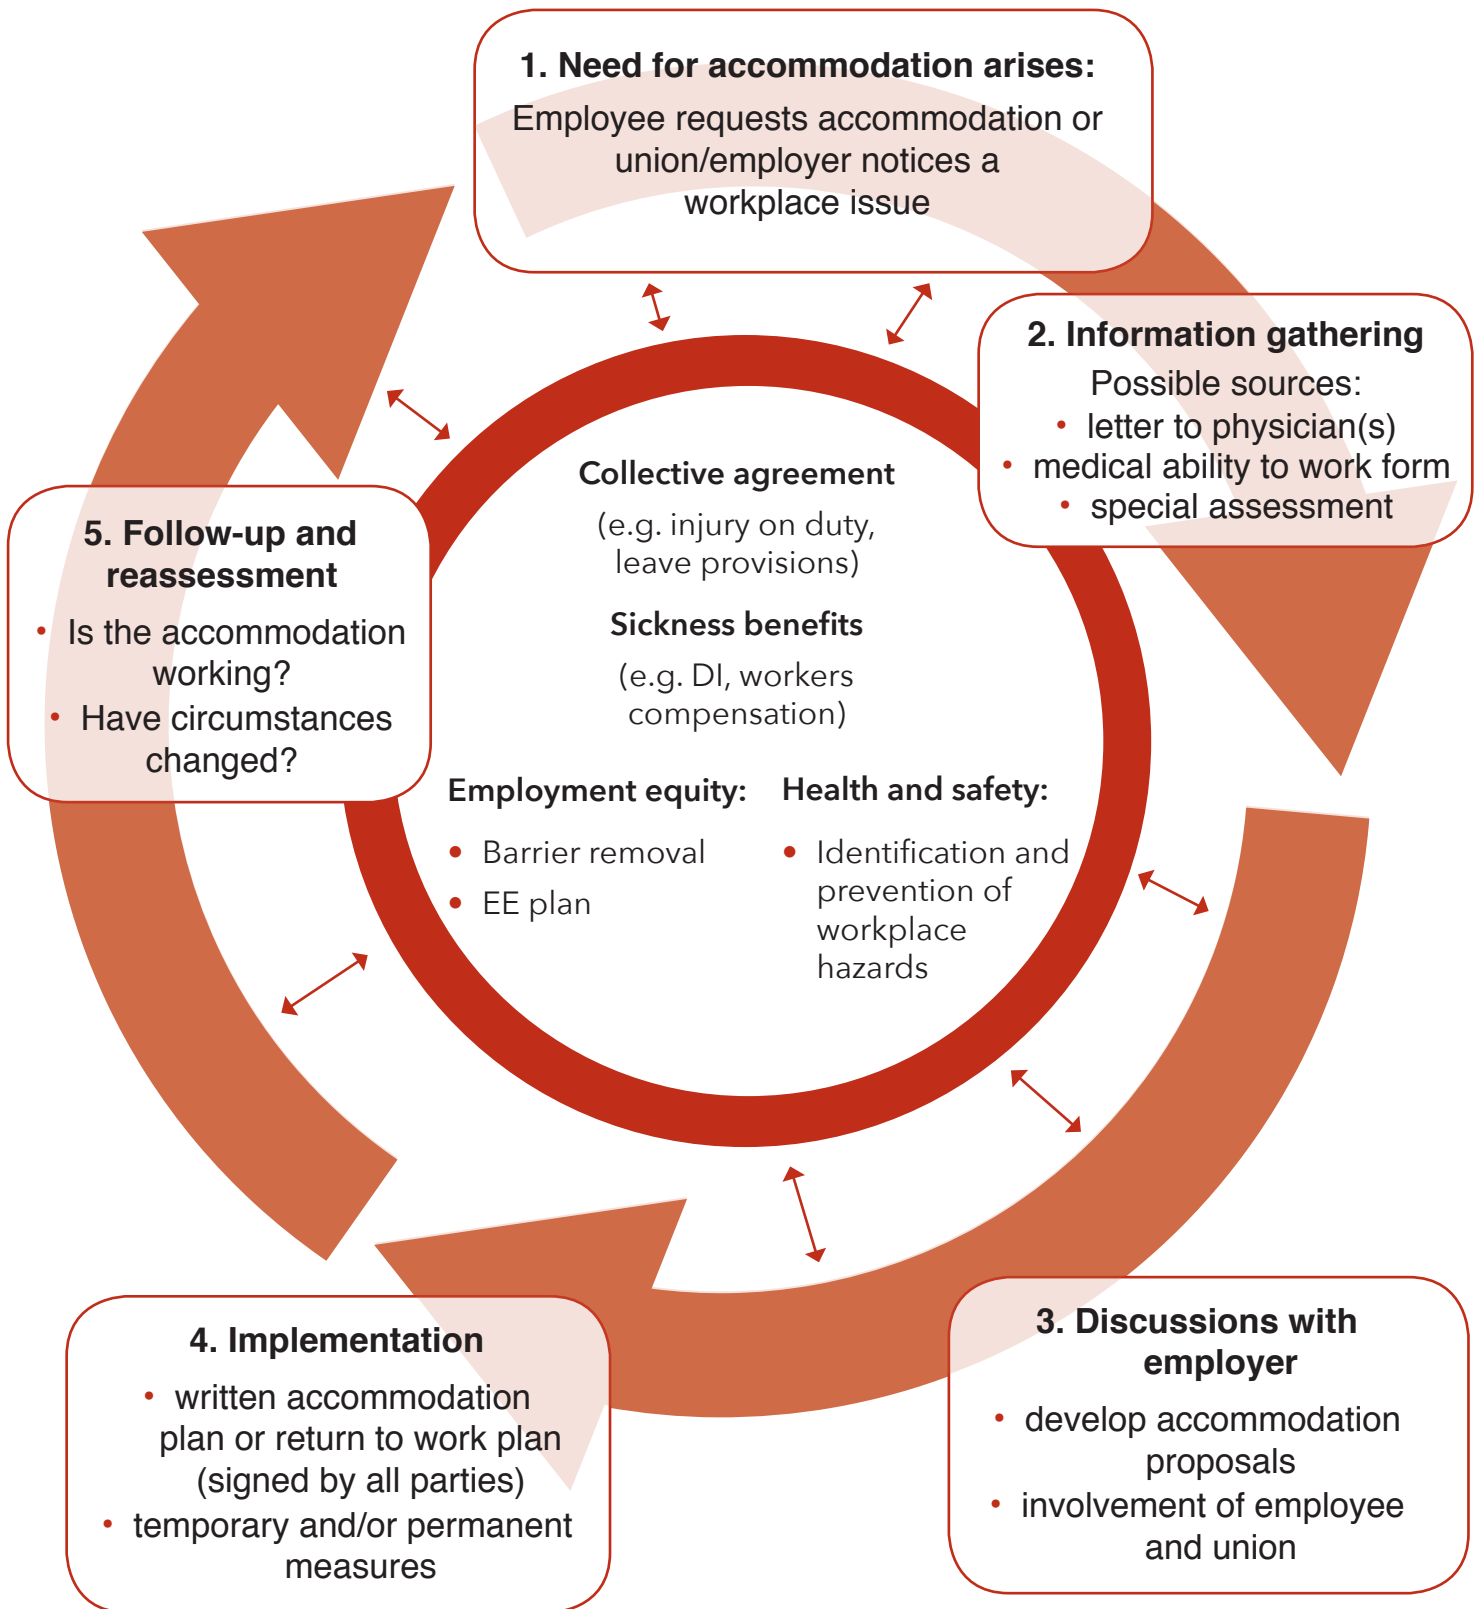 1. Need for accommodation arises:
Employee requests accommodation or
union/employer notices a
workplace issue
2. Information gathering
Possible sources:
• letter to physician(s)
• medical ability to work form
• special assessment
3. Discussions with
employer
• develop accommodation
proposals
• involvement of employee
and union
4. Implementation
• written accommodation
plan or return to work plan
(signed by all parties)
• temporary and/or permanent
measures
5. Follow-up and
reassessment
• Is the accommodation
working?
• Have circumstances
changed?
Collective agreement
(e.g. injury on duty,
leave provisions)
Sickness benefits
(e.g. DI, workers
compensation)
Employment equity:
• Barrier removal
• EE plan
Health and safety:
• Identification and
prevention of
workplace
hazards